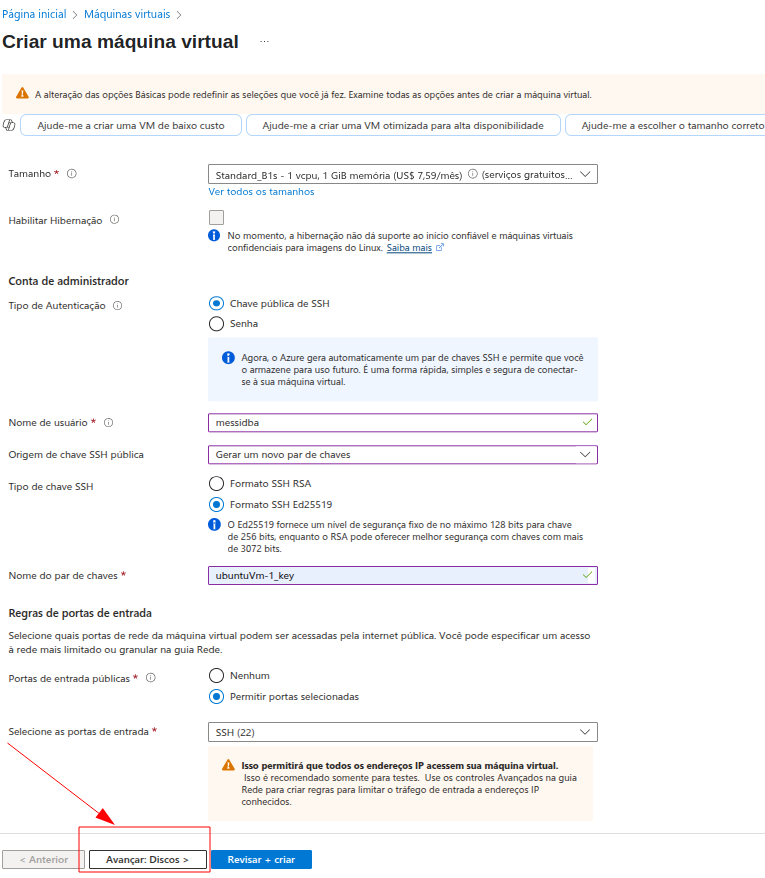 Página inicial > Máquinas virtuais >
Criar uma máquina virtual ...
A alteração das opções Básicas pode redefinir as seleções que você já fez. Examine todas as opções antes de criar a máquina virtual.
Ajude-me a criar uma VM de baixo custo
Ajude-me a criar uma VM otimizada para alta disponibilidade
Ajude-me a escolher o tamanho correto
Tamanho *
Standard_B1s - 1 vcpu, 1 GiB memória (US$ 7,59/mês) (serviços gratuitos...
Ver todos os tamanhos
Habilitar Hibernação
No momento, a hibernação não dá suporte ao início confiável e máquinas virtuais
confidenciais para imagens do Linux. Saiba mais
Conta de administrador
Tipo de Autenticação
Chave pública de SSH
Senha
Agora, o Azure gera automaticamente um par de chaves SSH e permite que você
o armazene para uso futuro. É uma forma rápida, simples e segura de conectar-
se à sua máquina virtual.
Nome de usuário *
messidba
Origem de chave SSH pública
Gerar um novo par de chaves
Tipo de chave SSH
Formato SSH RSA
Formato SSH Ed25519
O Ed25519 fornece um nível de segurança fixo de no máximo 128 bits para chave
de 256 bits, enquanto o RSA pode oferecer melhor segurança com chaves com mais
de 3072 bits.
Nome do par de chaves *
ubuntuVm-1_key
Regras de portas de entrada
Selecione quais portas de rede da máquina virtual podem ser acessadas pela internet pública. Você pode especificar um acesso
à rede mais limitado ou granular na guia Rede.
Portas de entrada públicas *
Nenhum
Permitir portas selecionadas
Selecione as portas de entrada *
SSH (22)
Isso permitirá que todos os endereços IP acessem sua máquina virtual.
Isso é recomendado somente para testes. Use os controles Avançados na guia
Rede para criar regras para limitar o tráfego de entrada a endereços IP
conhecidos.
< Anterior
Avançar: Discos >
Revisar + criar